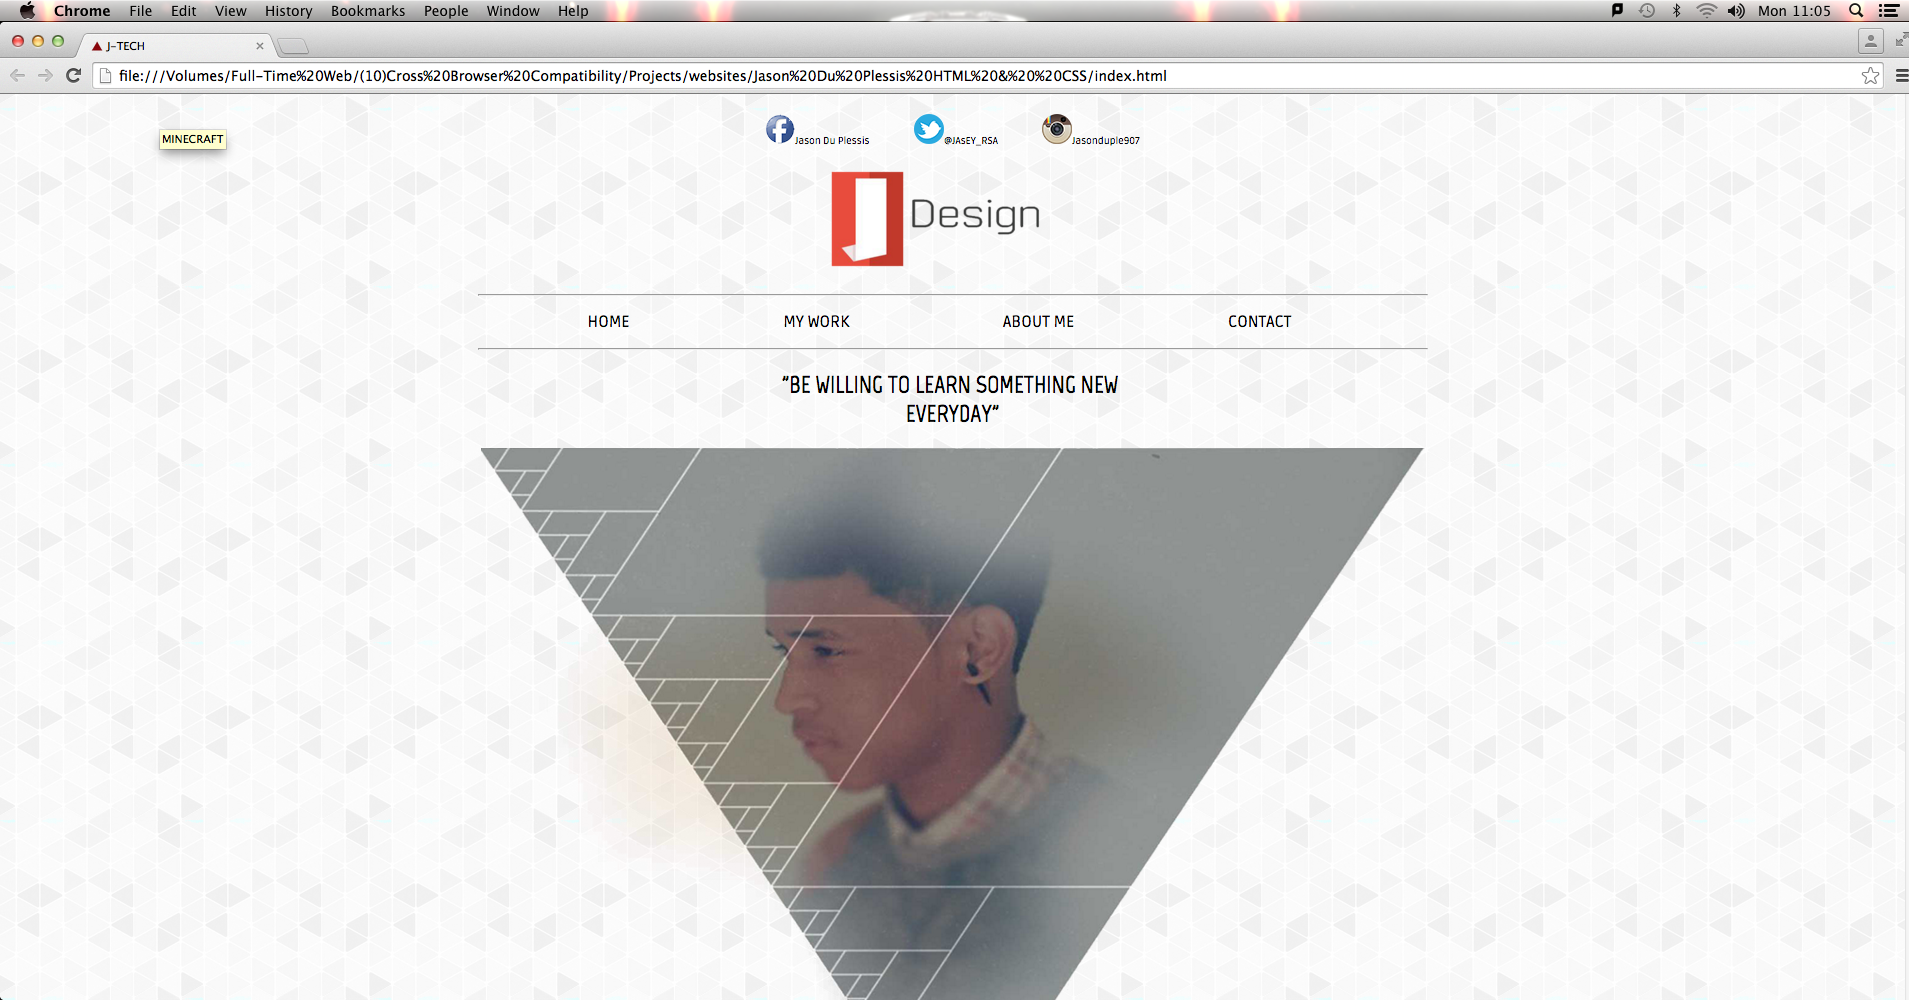 Chrome File Edit View History Bookmarks People Window Help Mon 11:05
J-TECH
file:///Volumes/Full-Time%20Web/(10)Cross%20Browser%20Compatibility/Projects/websites/Jason%20Du%20Plessis%20HTML%20&%20%20CSS/index.html
MINECRAFT
Jason Du Plessis @JAsEY_RSA Jasonduple907
Design
HOME MY WORK ABOUT ME CONTACT
"BE WILLING TO LEARN SOMETHING NEW
EVERYDAY"